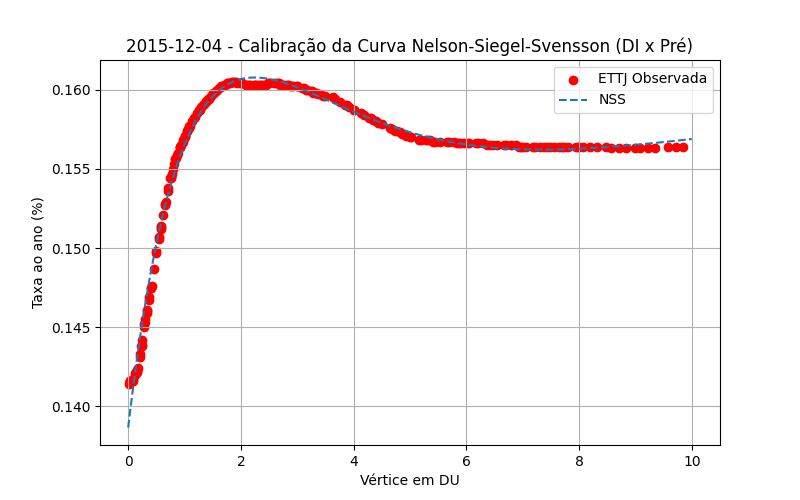 2015-12-04 - Calibração da Curva Nelson-Siegel-Svensson (DI x Pré)
ETTJ Observada
NSS
Taxa ao ano (%)
0.160
0.155
0.150
0.145
0.140
0
2
4
6
8
10
Vértice em DU